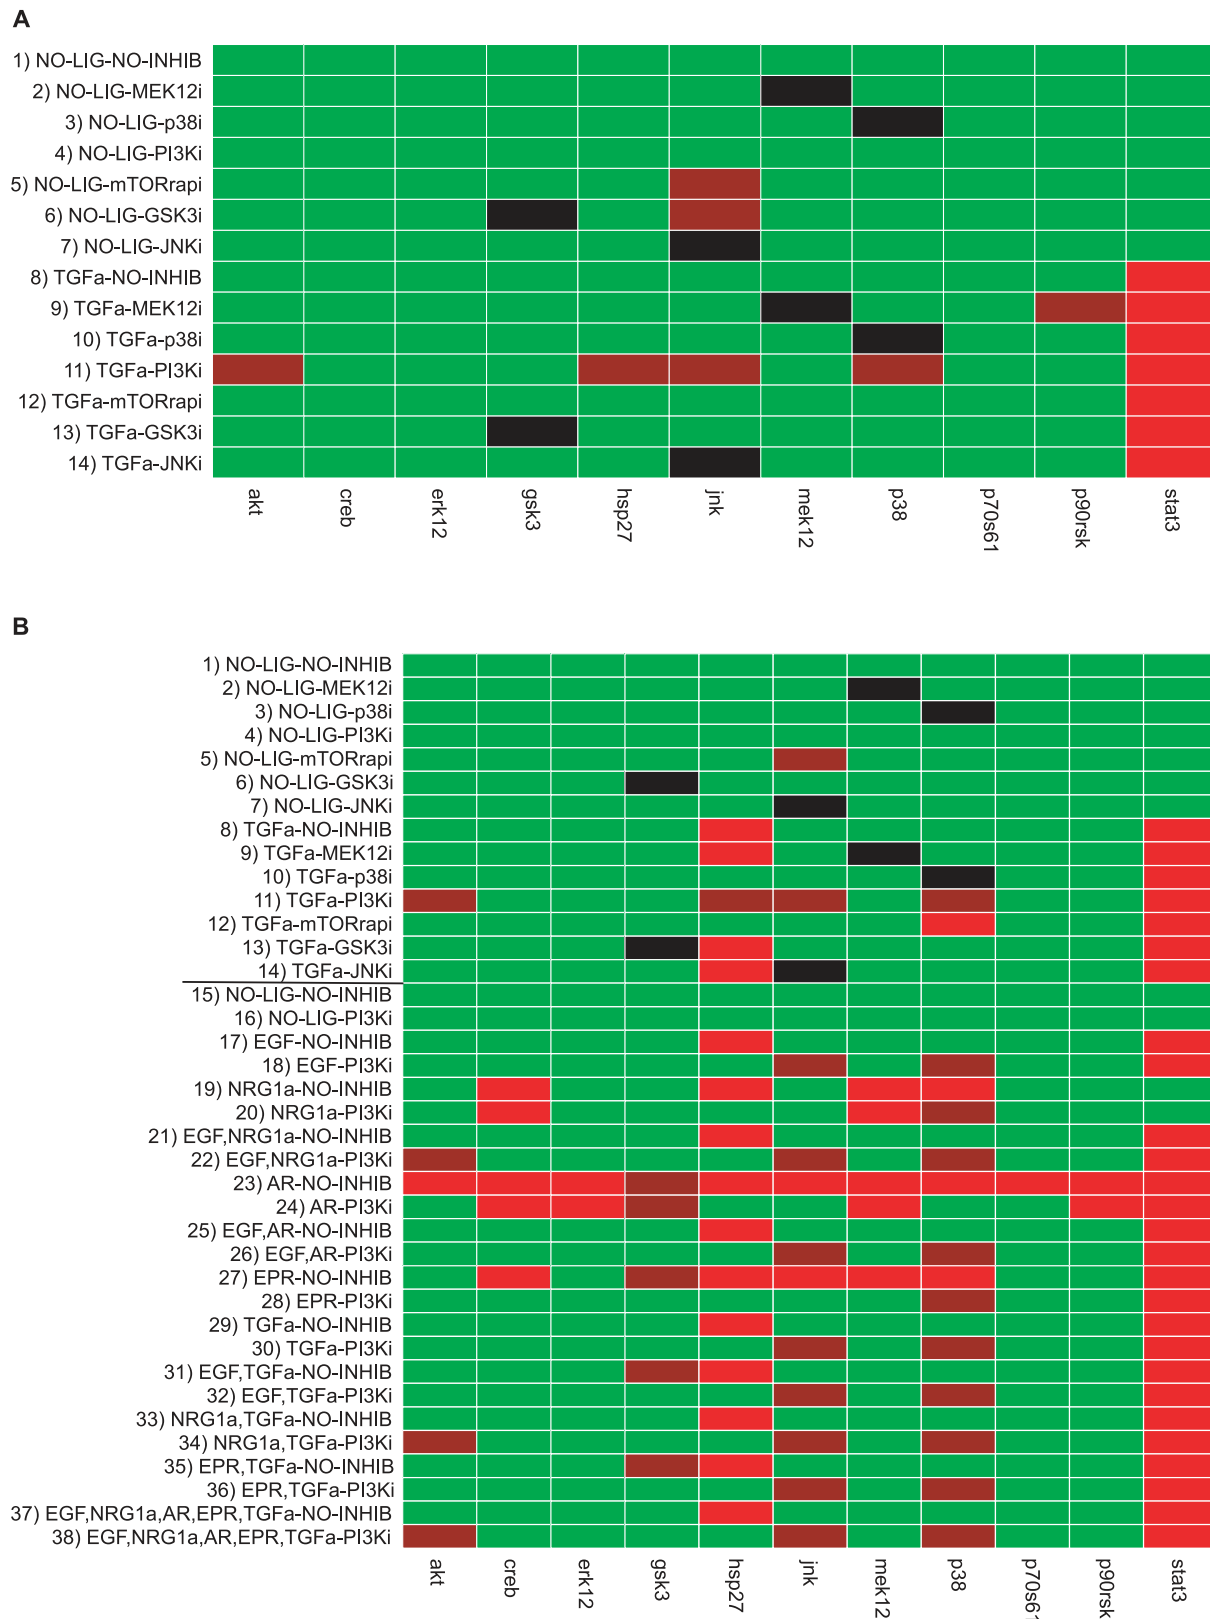 A
1) NO-LIG-NO-INHIB
2) NO-LIG-MEK12i
3) NO-LIG-p38i
4) NO-LIG-PI3Ki
5) NO-LIG-mTORrapi
6) NO-LIG-GSK3i
7) NO-LIG-JNKi
8) TGFa-NO-INHIB
9) TGFa-MEK12i
10) TGFa-p38i
11) TGFa-PI3Ki
12) TGFa-mTORrapi
13) TGFa-GSK3i
14) TGFa-JNKi
akt creb erk12 gsk3 hsp27 jnk mek12 p38 p70s61 p90rsk stat3
B
1) NO-LIG-NO-INHIB
2) NO-LIG-MEK12i
3) NO-LIG-p38i
4) NO-LIG-PI3Ki
5) NO-LIG-mTORrapi
6) NO-LIG-GSK3i
7) NO-LIG-JNKi
8) TGFa-NO-INHIB
9) TGFa-MEK12i
10) TGFa-p38i
11) TGFa-PI3Ki
12) TGFa-mTORrapi
13) TGFa-GSK3i
14) TGFa-JNKi
15) NO-LIG-NO-INHIB
16) NO-LIG-PI3Ki
17) EGF-NO-INHIB
18) EGF-PI3Ki
19) NRG1a-NO-INHIB
20) NRG1a-PI3Ki
21) EGF,NRG1a-NO-INHIB
22) EGF,NRG1a-PI3Ki
23) AR-NO-INHIB
24) AR-PI3Ki
25) EGF,AR-NO-INHIB
26) EGF,AR-PI3Ki
27) EPR-NO-INHIB
28) EPR-PI3Ki
29) TGFa-NO-INHIB
30) TGFa-PI3Ki
31) EGF,TGFa-NO-INHIB
32) EGF,TGFa-PI3Ki
33) NRG1a,TGFa-NO-INHIB
34) NRG1a,TGFa-PI3Ki
35) EPR,TGFa-NO-INHIB
36) EPR,TGFa-PI3Ki
37) EGF,NRG1a,AR,EPR,TGFa-NO-INHIB
38) EGF,NRG1a,AR,EPR,TGFa-PI3Ki
akt creb erk12 gsk3 hsp27 jnk mek12 p38 p70s61 p90rsk stat3